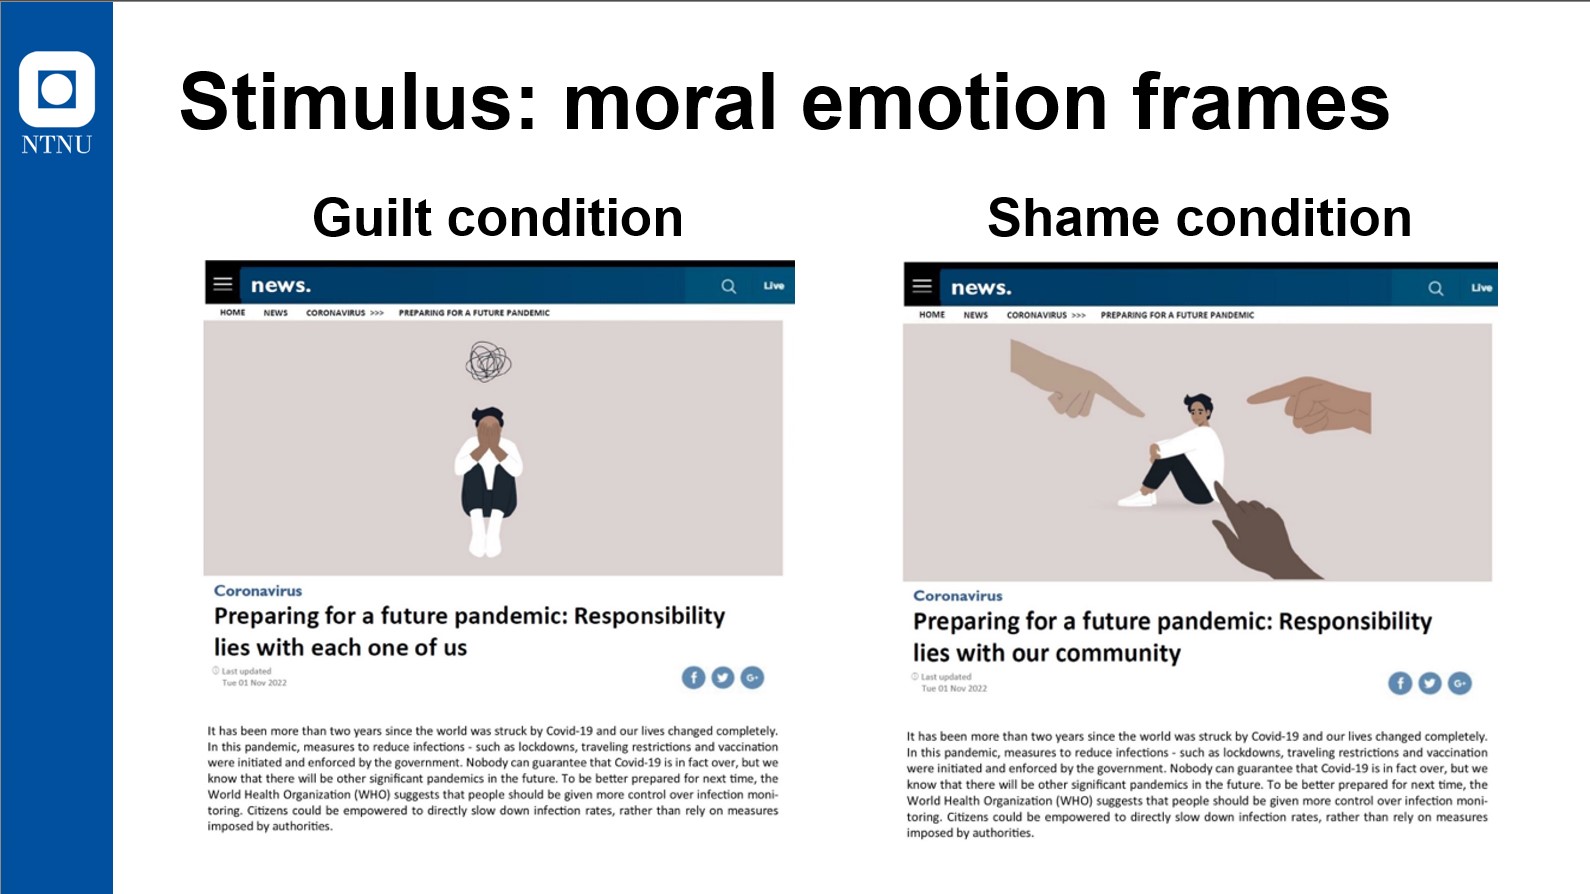 NTNU
Stimulus: moral emotion frames
Guilt condition
news.
Live
HOME NEWS CORONAVIRUS >>> PREPARING FOR A FUTURE PANDEMIC
Coronavirus
Preparing for a future pandemic: Responsibility
lies with each one of us
Last updated
Tue 01 Nov 2022
f
G+
It has been more than two years since the world was struck by Covid-19 and our lives changed completely.
In this pandemic, measures to reduce infections - such as lockdowns, traveling restrictions and vaccination
were initiated and enforced by the government. Nobody can guarantee that Covid-19 is in fact over, but we
know that there will be other significant pandemics in the future. To be better prepared for next time, the
World Health Organization (WHO) suggests that people should be given more control over infection moni-
toring. Citizens could be empowered to directly slow down infection rates, rather than rely on measures
imposed by authorities.
Shame condition
news.
Live
HOME NEWS CORONAVIRUS >>> PREPARING FOR A FUTURE PANDEMIC
Coronavirus
Preparing for a future pandemic: Responsibility
lies with our community
Last updated
Tue 01 Nov 2022
f
G+
It has been more than two years since the world was struck by Covid-19 and our lives changed completely.
In this pandemic, measures to reduce infections - such as lockdowns, traveling restrictions and vaccination
were initiated and enforced by the government. Nobody can guarantee that Covid-19 is in fact over, but we
know that there will be other significant pandemics in the future. To be better prepared for next time, the
World Health Organization (WHO) suggests that people should be given more control over infection moni-
toring. Citizens could be empowered to directly slow down infection rates, rather than rely on measures
imposed by authorities.